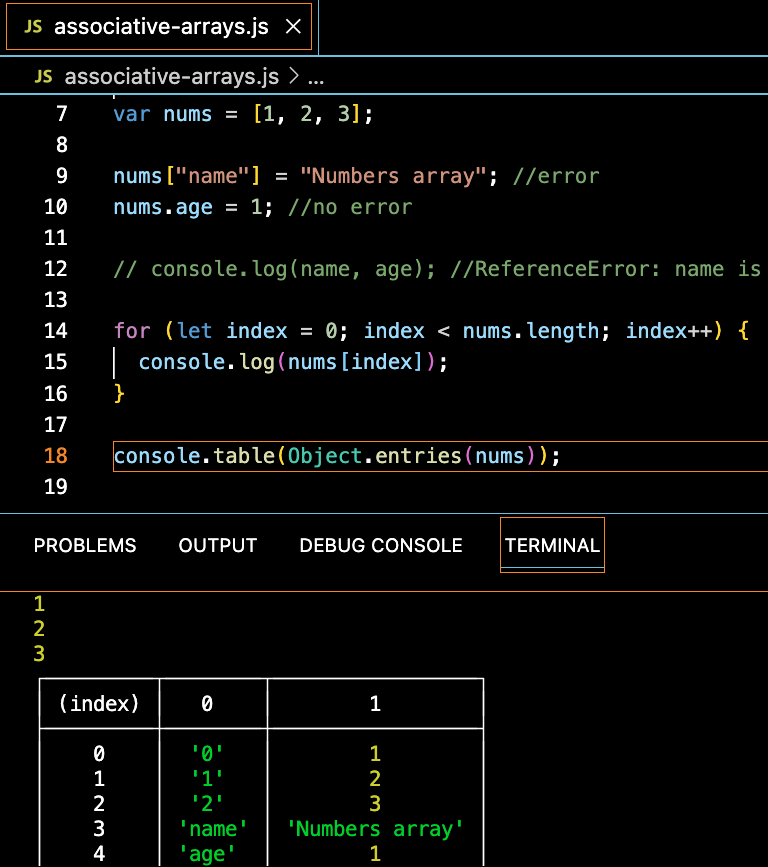 JS associative-arrays.js ×
JS associative-arrays.js > ...
7 var nums = [1, 2, 3];
8
9 nums["name"] = "Numbers array"; //error
10 nums.age = 1; //no error
11
12 // console.log(name, age); //ReferenceError: name is
13
14 for (let index = 0; index < nums.length; index++) {
15 console.log(nums[index]);
16 }
17
18 console.table(Object.entries(nums));
19
PROBLEMS OUTPUT DEBUG CONSOLE TERMINAL
1
2
3
(index) 0 1
0 '0' 1
1 '1' 2
2 '2' 3
3 'name' 'Numbers array'
4 'age' 1